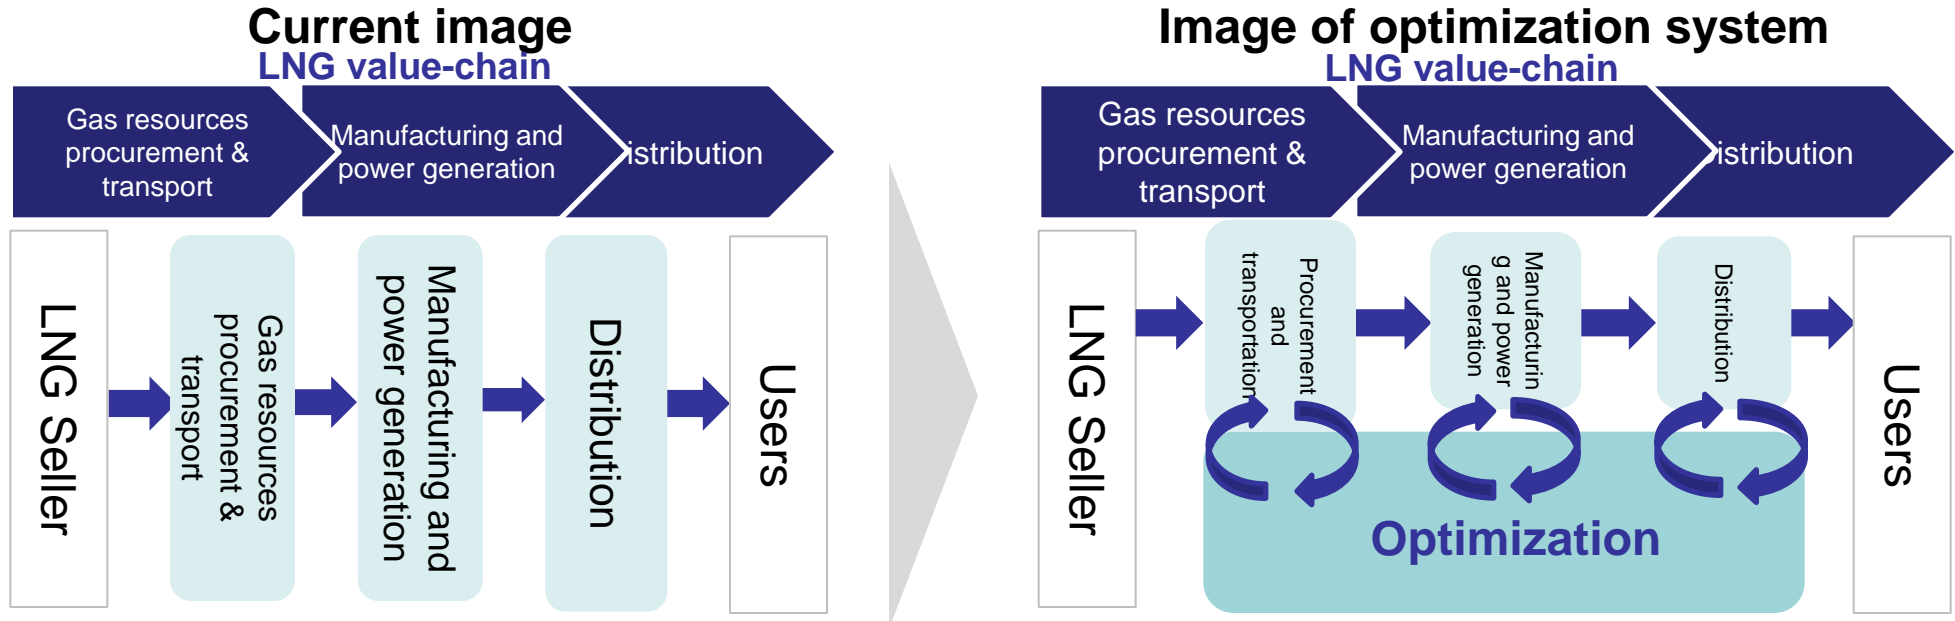 Current image
LNG value-chain
Gas resources
procurement &
transport
Manufacturing and
power generation
istribution
LNG Seller
Gas resources
procurement &
transport
Manufacturing and
power generation
Distribution
Users
Image of optimization system
LNG value-chain
Gas resources
procurement &
transport
Manufacturing and
power generation
Distribution
LNG Seller
Procurement
and
transportation
Manufacturin
g and power
generation
Distribution
Users
Optimization